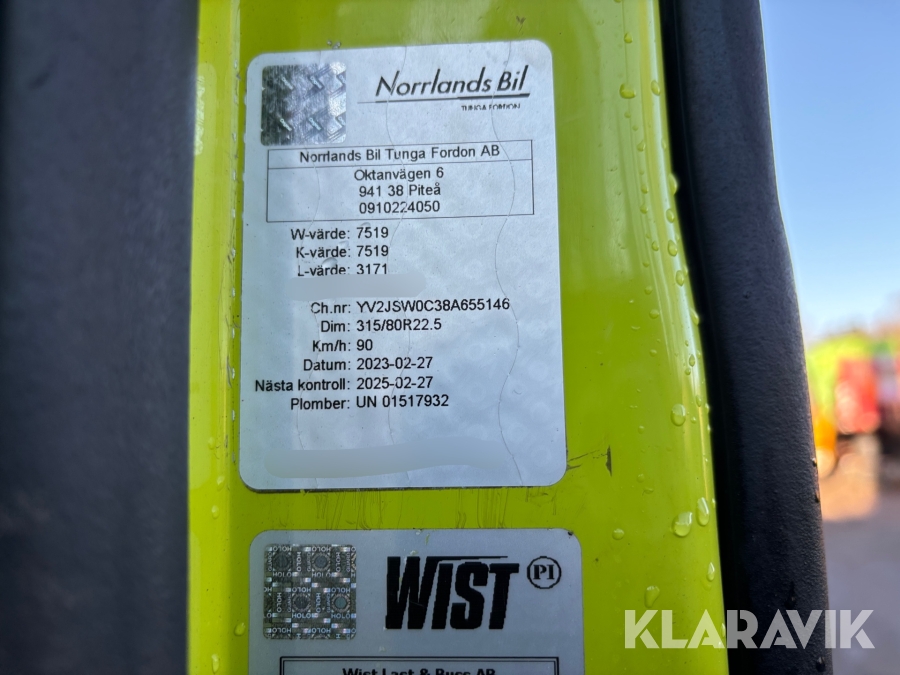 Norrlands Bil
TUNGA FORDON
Norrlands Bil Tunga Fordon AB
Oktanvägen 6
941 38 Piteå
0910224050
W-värde: 7519
K-värde: 7519
L-värde: 3171
Ch.nr: YV2JSW0C38A655146
Dim: 315/80R22.5
Km/h: 90
Datum: 2023-02-27
Nästa kontroll: 2025-02-27
Plomber: UN 01517932
HOLO
WIST PI
Wist Last & Buss AB
KLARAVIK